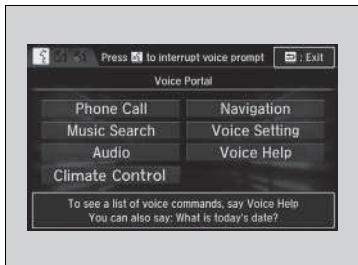 Press to interrupt voice prompt : Exit
Voice Portal
Phone Call Navigation
Music Search Voice Setting
Audio Voice Help
Climate Control
To see a list of voice commands, say Voice Help
You can also say: What is today's date?